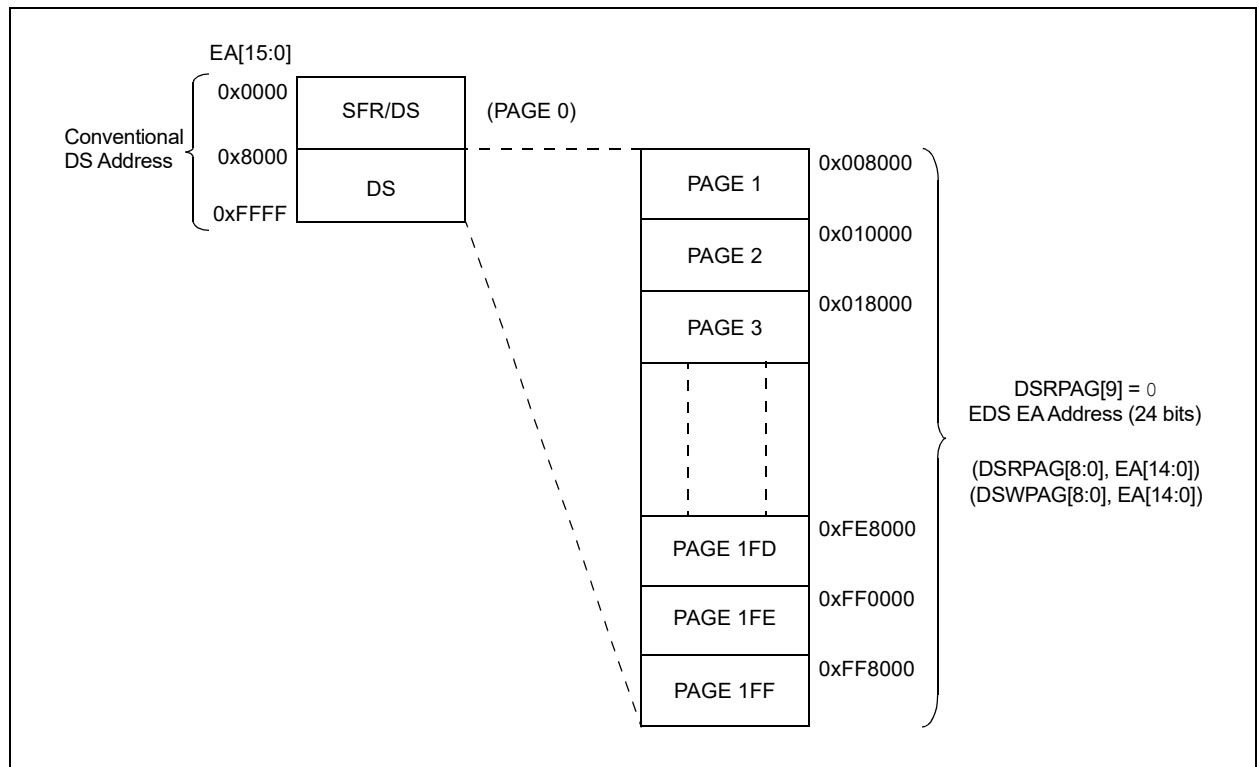 EA[15:0]
0x0000
SFR/DS
(PAGE 0)
Conventional
DS Address
0x8000
DS
0xFFFF
PAGE 1
0x008000
PAGE 2
0x010000
PAGE 3
0x018000
DSRPAG[9] = 0
EDS EA Address (24 bits)
(DSRPAG[8:0], EA[14:0])
(DSWPAG[8:0], EA[14:0])
PAGE 1FD
0xFE8000
PAGE 1FE
0xFF0000
PAGE 1FF
0xFF8000